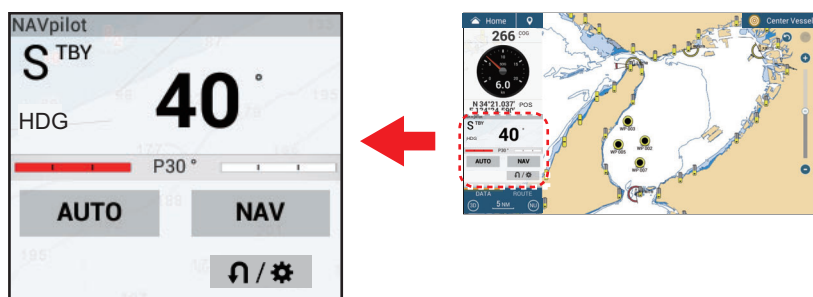 NAVpilot
S TBY
HDG
40°
P30°
AUTO NAV
/
Home
Center Vessel
266° COG
6.0
kn
N 34°21.037' POS
NAVpilot
S TBY
HDG 40°
P30°
AUTO NAV
/
DATA ROUTE
3D 5 NM NU
WP-003
WP-005
WP-002
WP-007